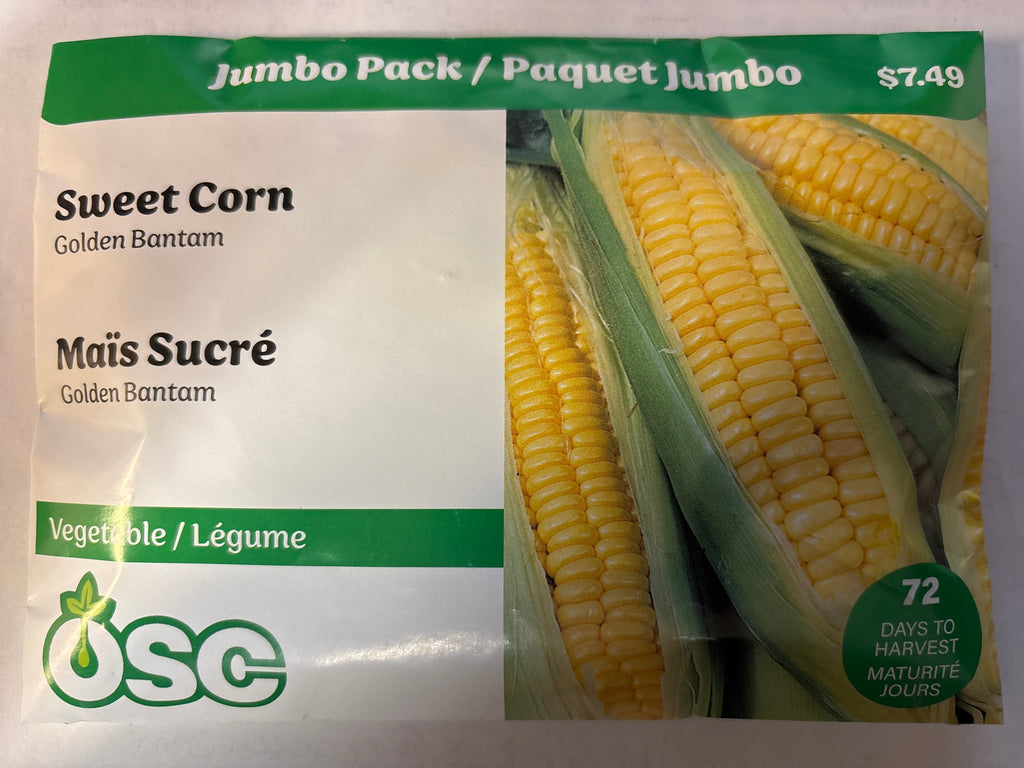 Jumbo Pack / Paquet Jumbo
$7.49
Sweet Corn
Golden Bantam
Maïs Sucré
Golden Bantam
Vegetable / Légume
OSC
72
DAYS TO
HARVEST
MATURITÉ
JOURS